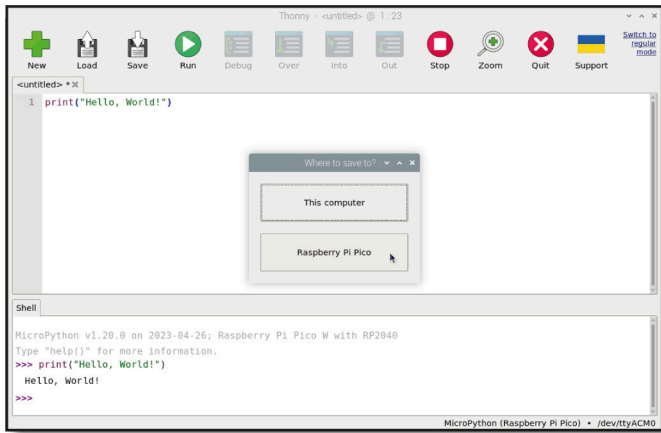 Thonny - <untitled> @ 1 : 23
New Load Save Run Debug Over Into Out Stop Zoom Quit Support
Switch to
regular
mode
<untitled> *
1 print("Hello, World!")
Where to save to?
This computer
Raspberry Pi Pico
Shell
MicroPython v1.20.0 on 2023-04-26; Raspberry Pi Pico W with RP2040
Type "help()" for more information.
>>> print("Hello, World!")
Hello, World!
>>>
MicroPython (Raspberry Pi Pico) • /dev/ttyACM0